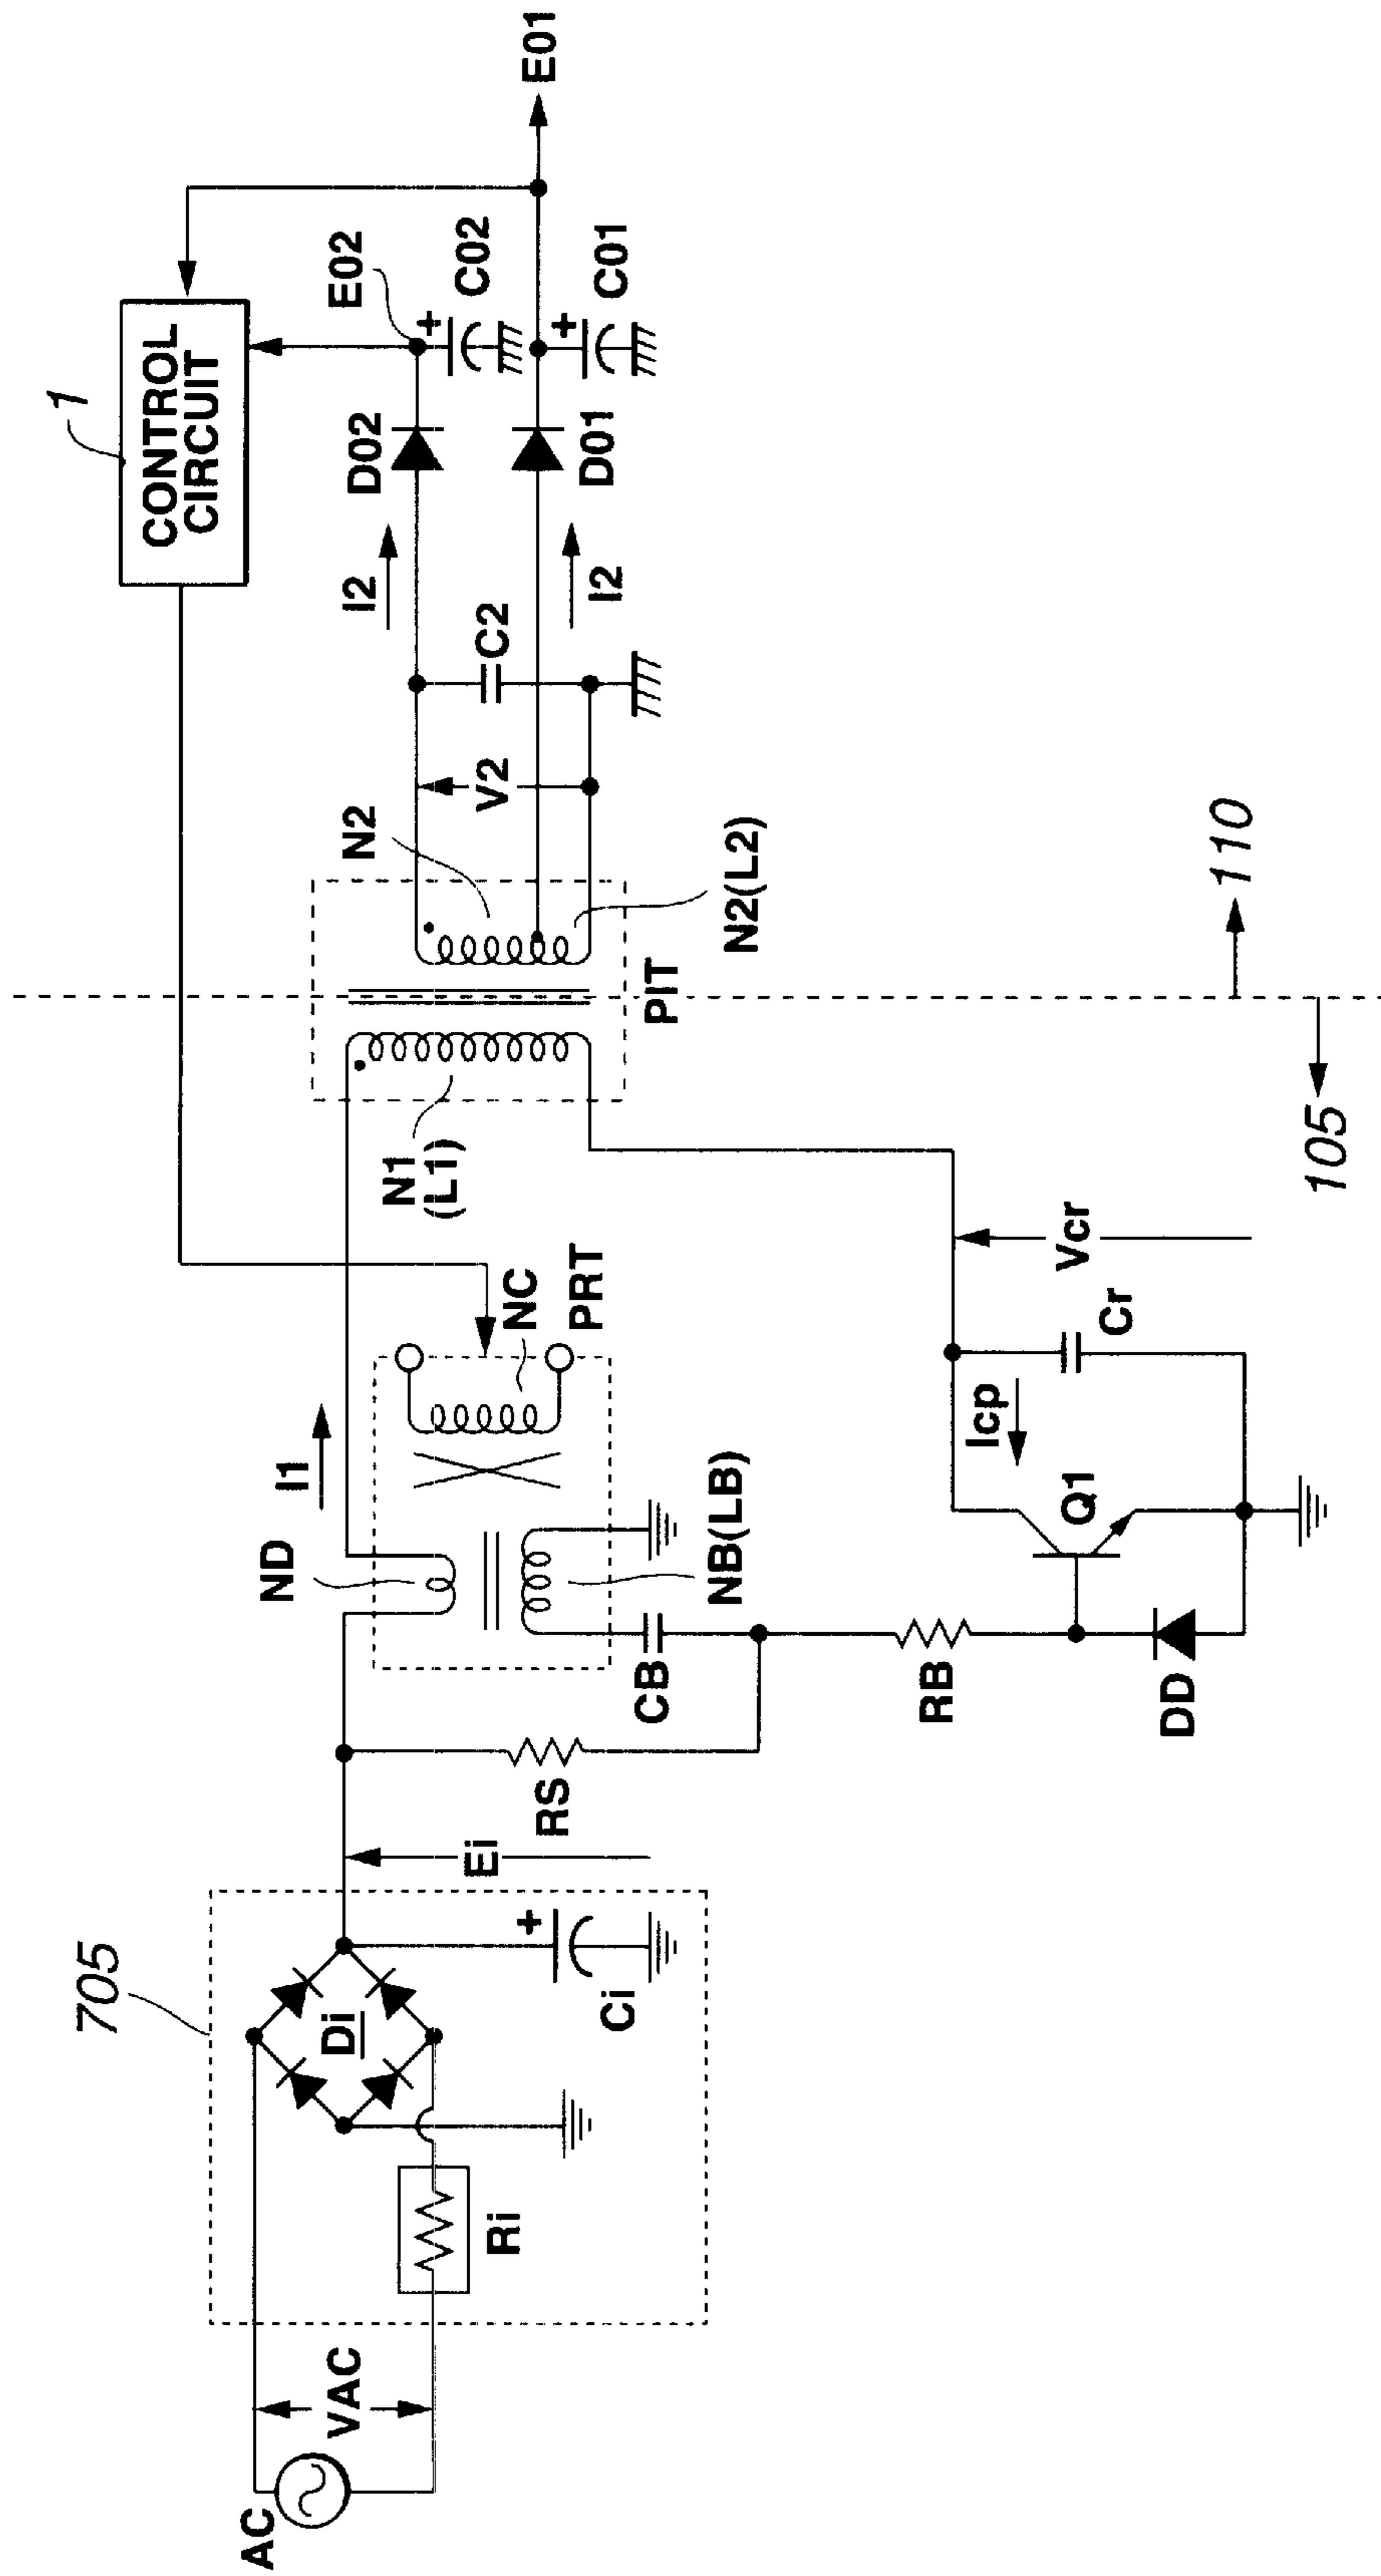 AC
VAC
705
Ri
Di
Ci
+
Ei
RS
ND
I1
CB
NB(LB)
NC
PRT
RB
DD
Q1
Icp
Cr
Vcr
N1
(L1)
PIT
N2
N2(L2)
V2
C2
I2
I2
D02
D01
E02
+
C02
+
C01
E01
1
CONTROL
CIRCUIT
105
110